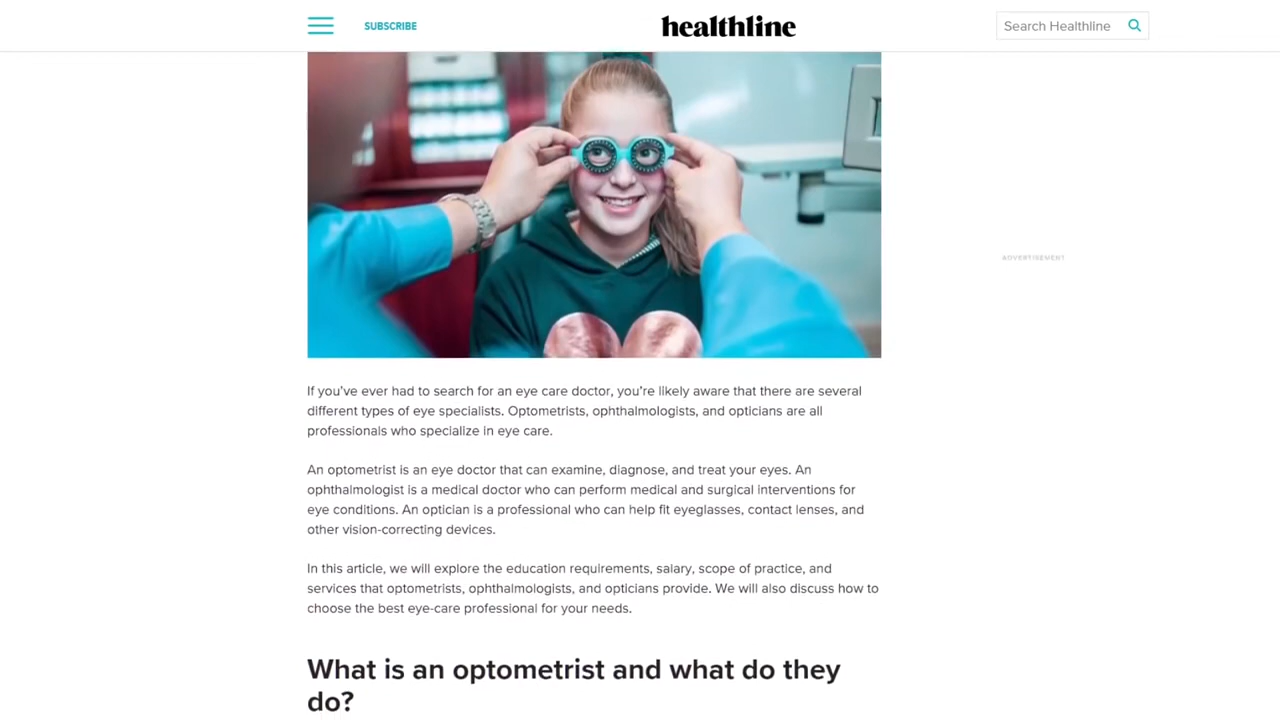 SUBSCRIBE
healthline
Search Healthline
ADVERTISEMENT
If you've ever had to search for an eye care doctor, you're likely aware that there are several
different types of eye specialists. Optometrists, ophthalmologists, and opticians are all
professionals who specialize in eye care.
An optometrist is an eye doctor that can examine, diagnose, and treat your eyes. An
ophthalmologist is a medical doctor who can perform medical and surgical interventions for
eye conditions. An optician is a professional who can help fit eyeglasses, contact lenses, and
other vision-correcting devices.
In this article, we will explore the education requirements, salary, scope of practice, and
services that optometrists, ophthalmologists, and opticians provide. We will also discuss how to
choose the best eye-care professional for your needs.
What is an optometrist and what do they
do?